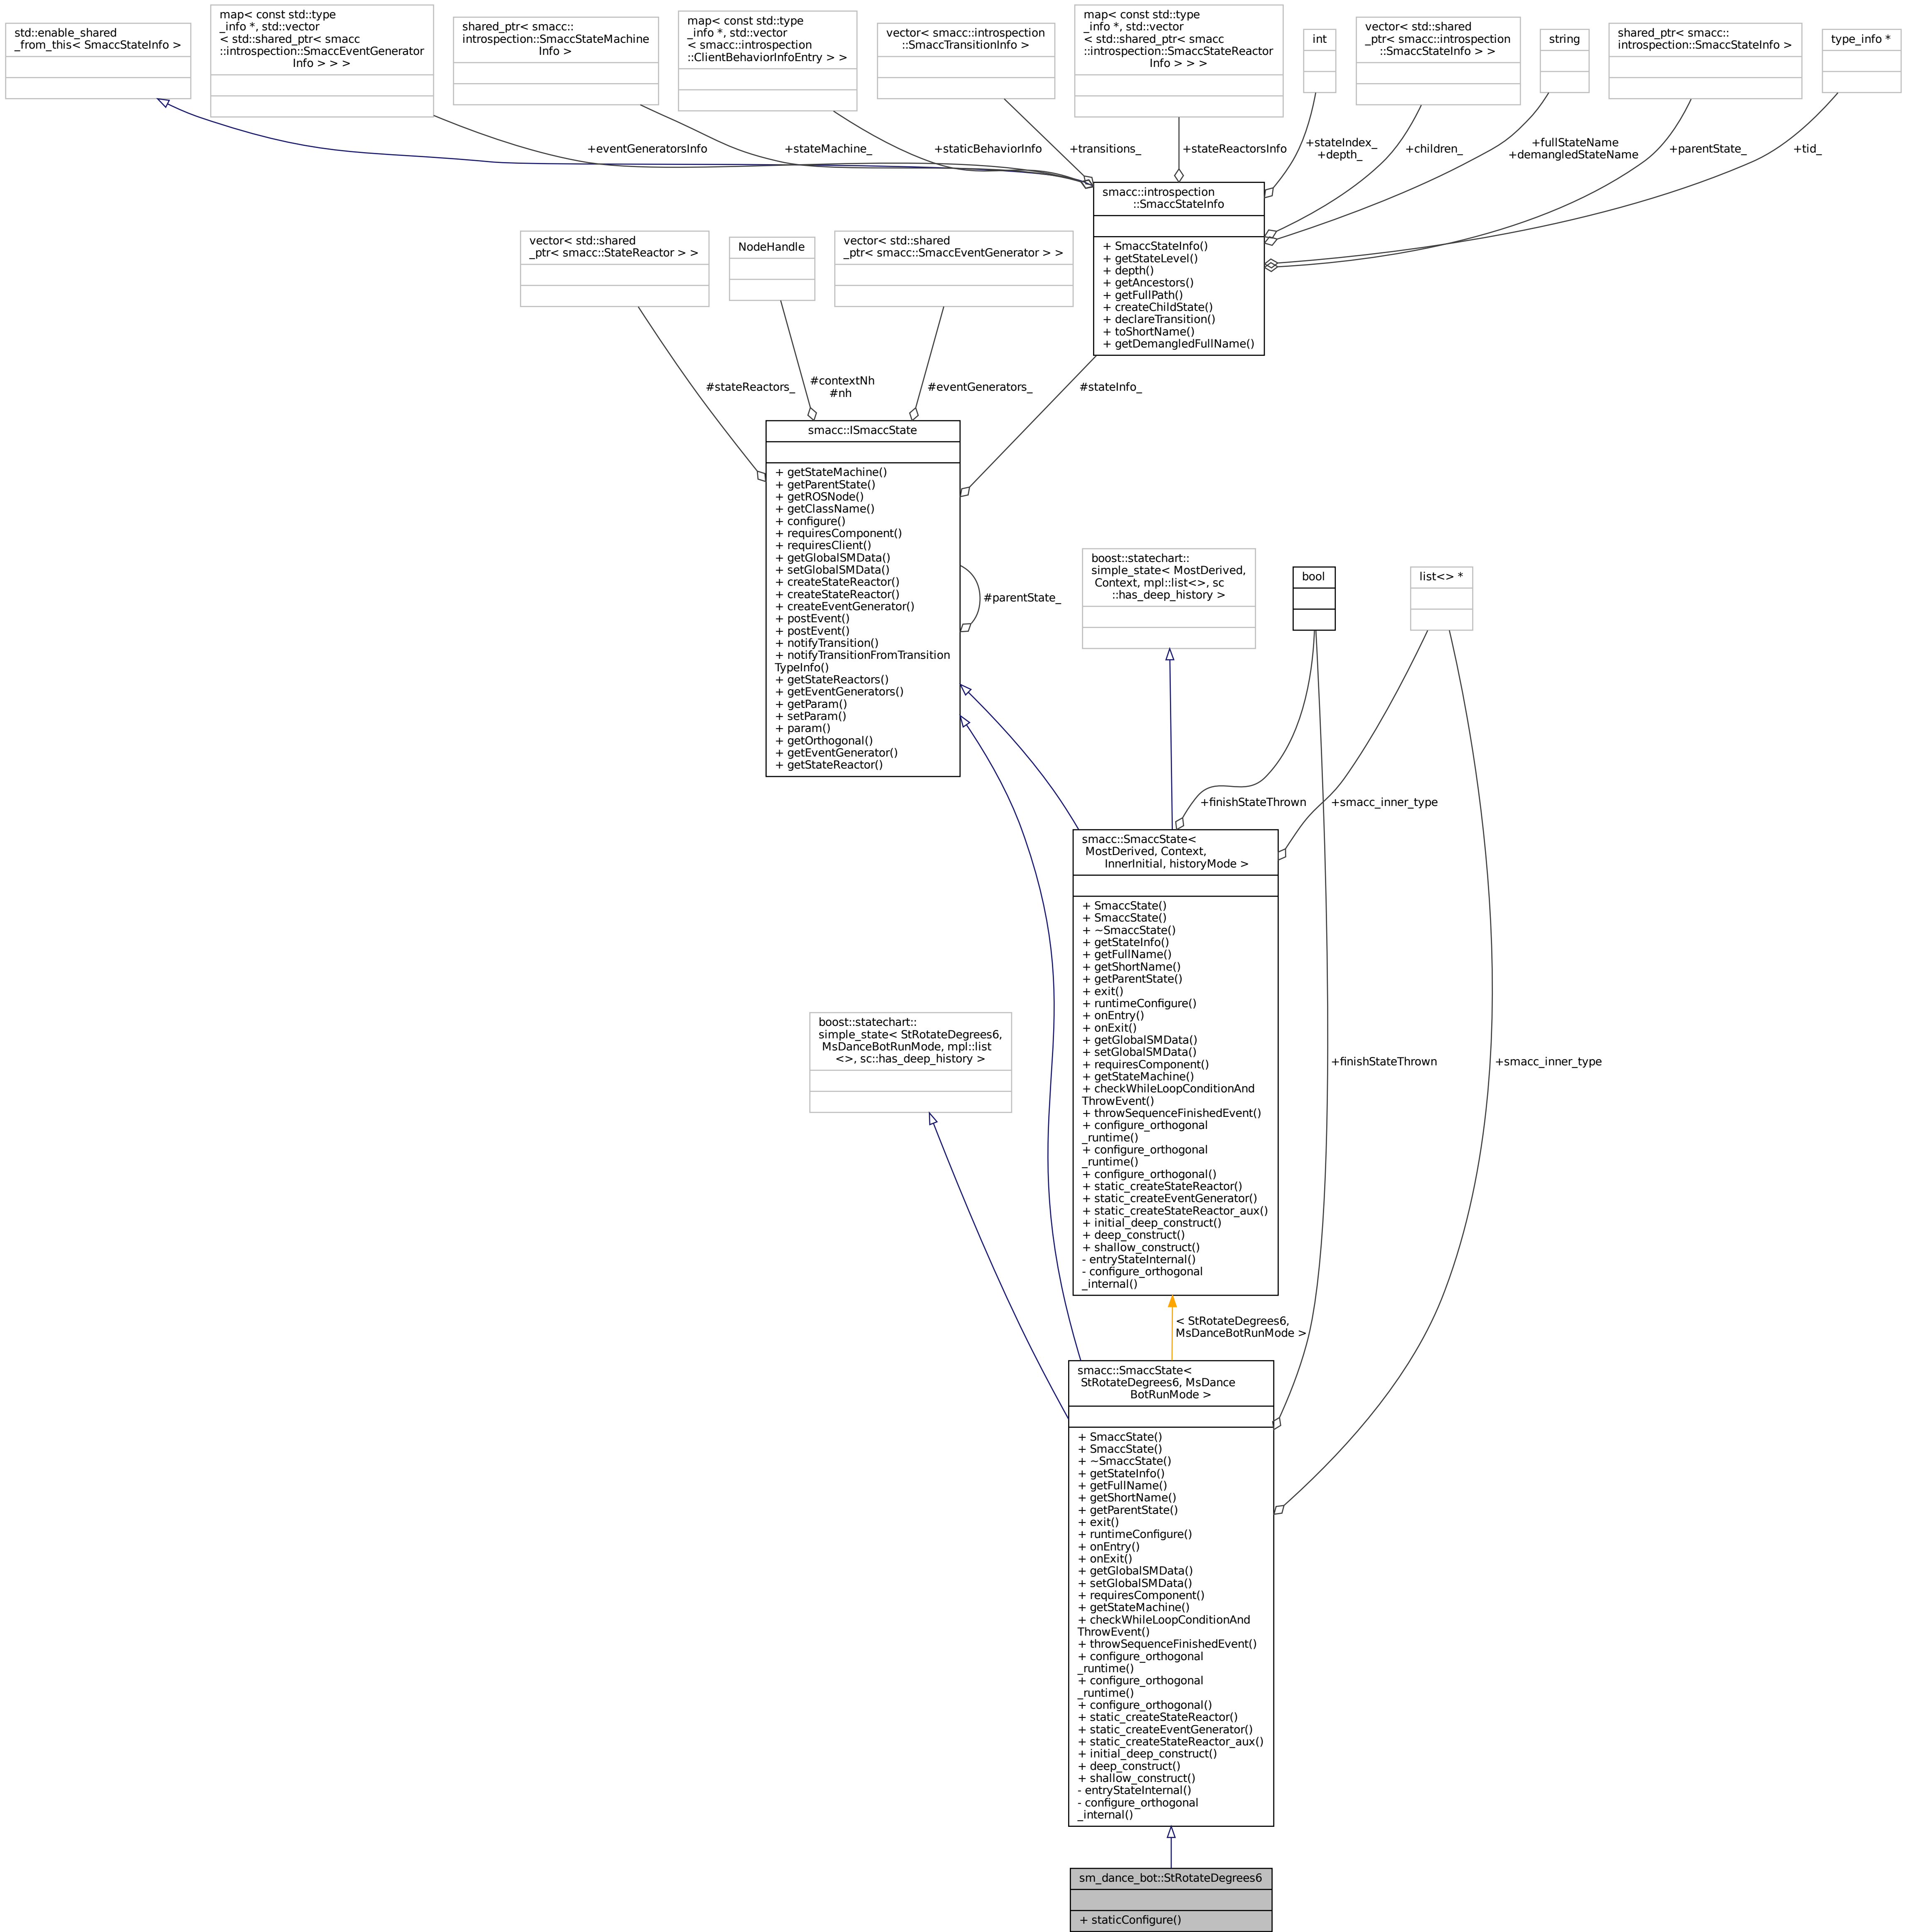 std::enable_shared
_from_this< SmaccStateInfo >
map< const std::type
_info *, std::vector
< std::shared_ptr< smacc
::introspection::SmaccEventGenerator
Info > > >
shared_ptr< smacc::
introspection::SmaccStateMachine
Info >
map< const std::type
_info *, std::vector
< smacc::introspection
::ClientBehaviorInfoEntry > >
vector< smacc::introspection
::SmaccTransitionInfo >
map< const std::type
_info *, std::vector
< std::shared_ptr< smacc
::introspection::SmaccStateReactor
Info > > >
int
vector< std::shared
_ptr< smacc::introspection
::SmaccStateInfo > >
string
shared_ptr< smacc::
introspection::SmaccStateInfo >
type_info *
+eventGeneratorsInfo
+stateMachine_
+staticBehaviorInfo
+transitions_
+stateReactorsInfo
+stateIndex_
+depth_
+children_
+fullStateName
+demangledStateName
+parentState_
+tid_
smacc::introspection
::SmaccStateInfo
+ SmaccStateInfo()
+ getStateLevel()
+ depth()
+ getAncestors()
+ getFullPath()
+ createChildState()
+ declareTransition()
+ toShortName()
+ getDemangledFullName()
vector< std::shared
_ptr< smacc::StateReactor > >
NodeHandle
vector< std::shared
_ptr< smacc::SmaccEventGenerator > >
#stateReactors_
#contextNh
#nh
#eventGenerators_
#stateInfo_
smacc::ISmaccState
+ getStateMachine()
+ getParentState()
+ getROSNode()
+ getClassName()
+ configure()
+ requiresComponent()
+ requiresClient()
+ getGlobalSMData()
+ setGlobalSMData()
+ createStateReactor()
+ createStateReactor()
+ createEventGenerator()
+ postEvent()
+ postEvent()
+ notifyTransition()
+ notifyTransitionFromTransition
TypeInfo()
+ getStateReactors()
+ getEventGenerators()
+ getParam()
+ setParam()
+ param()
+ getOrthogonal()
+ getEventGenerator()
+ getStateReactor()
#parentState_
boost::statechart::
simple_state< MostDerived,
Context, mpl::list<>, sc
::has_deep_history >
bool
list<> *
+finishStateThrown
+smacc_inner_type
smacc::SmaccState<
MostDerived, Context,
InnerInitial, historyMode >
+ SmaccState()
+ SmaccState()
+ ~SmaccState()
+ getStateInfo()
+ getFullName()
+ getShortName()
+ getParentState()
+ exit()
+ runtimeConfigure()
+ onEntry()
+ onExit()
+ getGlobalSMData()
+ setGlobalSMData()
+ requiresComponent()
+ getStateMachine()
+ checkWhileLoopConditionAnd
ThrowEvent()
+ throwSequenceFinishedEvent()
+ configure_orthogonal
_runtime()
+ configure_orthogonal
_runtime()
+ configure_orthogonal()
+ static_createStateReactor()
+ static_createEventGenerator()
+ static_createStateReactor_aux()
+ initial_deep_construct()
+ deep_construct()
+ shallow_construct()
- entryStateInternal()
- configure_orthogonal
_internal()
boost::statechart::
simple_state< StRotateDegrees6,
MsDanceBotRunMode, mpl::list
<>, sc::has_deep_history >
+finishStateThrown
+smacc_inner_type
< StRotateDegrees6,
MsDanceBotRunMode >
smacc::SmaccState<
StRotateDegrees6, MsDance
BotRunMode >
+ SmaccState()
+ SmaccState()
+ ~SmaccState()
+ getStateInfo()
+ getFullName()
+ getShortName()
+ getParentState()
+ exit()
+ runtimeConfigure()
+ onEntry()
+ onExit()
+ getGlobalSMData()
+ setGlobalSMData()
+ requiresComponent()
+ getStateMachine()
+ checkWhileLoopConditionAnd
ThrowEvent()
+ throwSequenceFinishedEvent()
+ configure_orthogonal
_runtime()
+ configure_orthogonal
_runtime()
+ configure_orthogonal()
+ static_createStateReactor()
+ static_createEventGenerator()
+ static_createStateReactor_aux()
+ initial_deep_construct()
+ deep_construct()
+ shallow_construct()
- entryStateInternal()
- configure_orthogonal
_internal()
sm_dance_bot::StRotateDegrees6
+ staticConfigure()